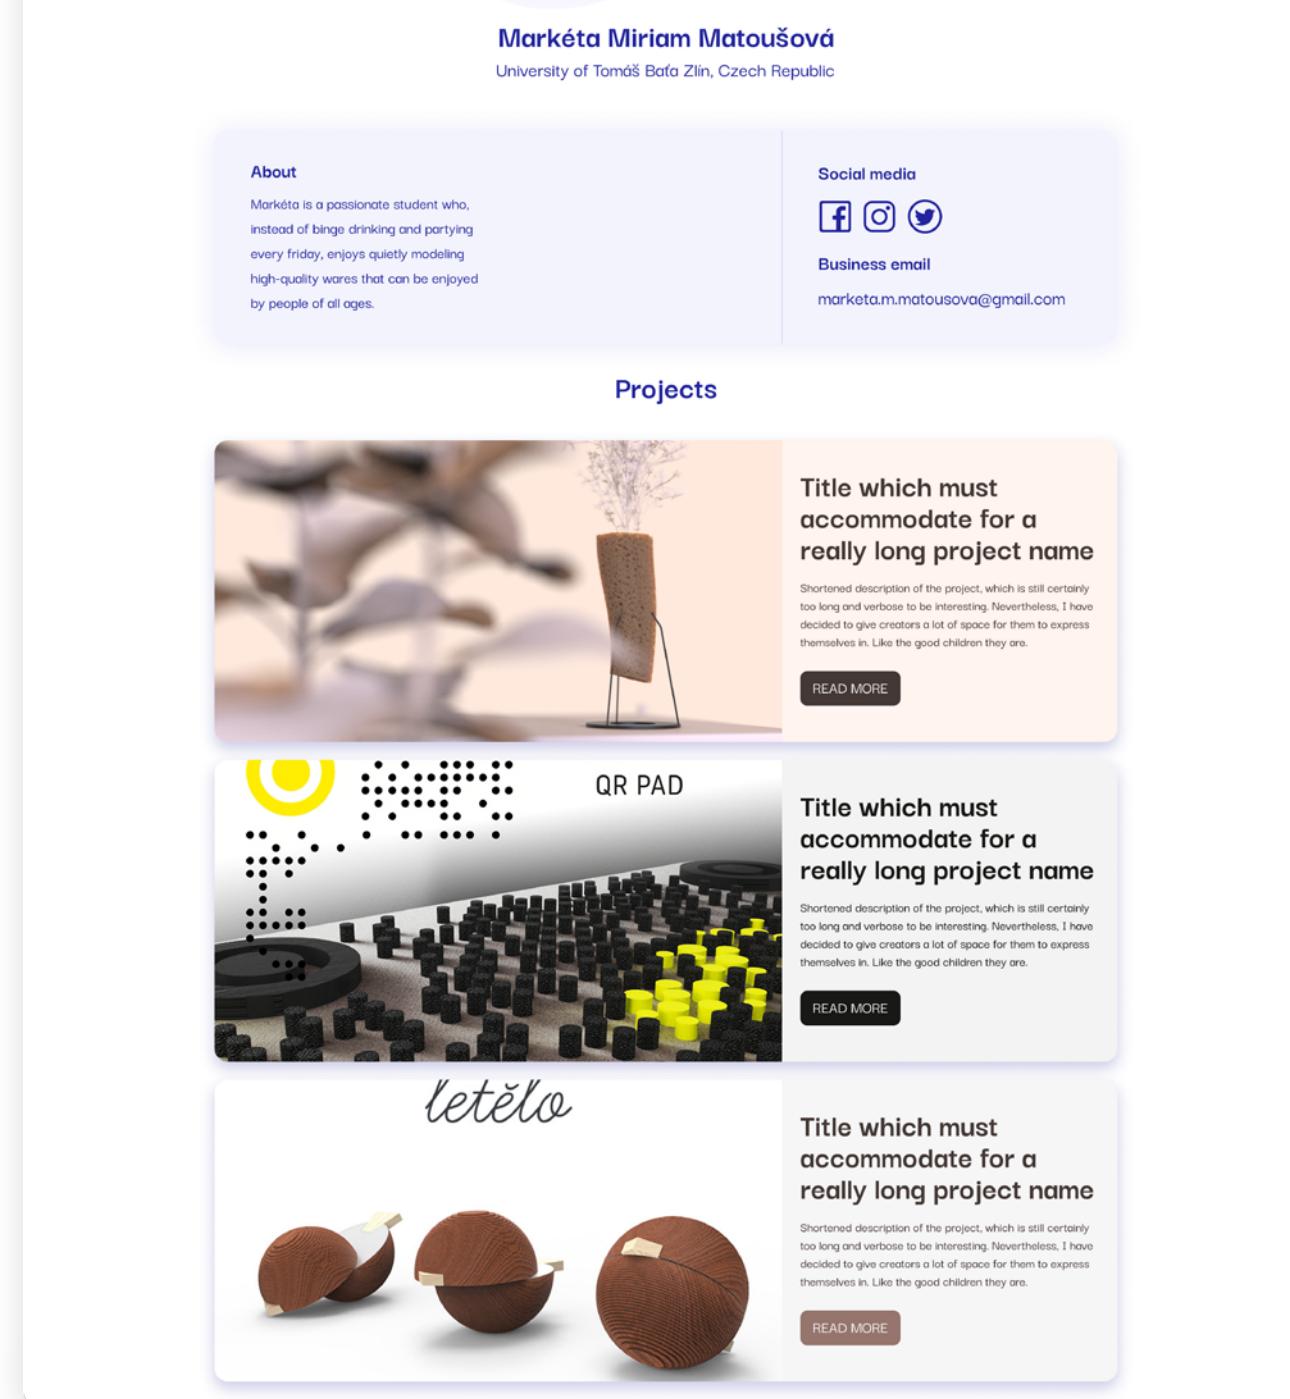 Markéta Miriam Matoušová
University of Tomáš Baťa Zlín, Czech Republic
About
Markéta is a passionate student who,
instead of binge drinking and partying
every friday, enjoys quietly modeling
high-quality wares that can be enjoyed
by people of all ages.
Social media
Business email
marketa.m.matousova@gmail.com
Projects
Title which must
accommodate for a
really long project name
Shortened description of the project, which is still certainly
too long and verbose to be interesting. Nevertheless, I have
decided to give creators a lot of space for them to express
themselves in. Like the good children they are.
READ MORE
QR PAD
Title which must
accommodate for a
really long project name
Shortened description of the project, which is still certainly
too long and verbose to be interesting. Nevertheless, I have
decided to give creators a lot of space for them to express
themselves in. Like the good children they are.
READ MORE
letělo
Title which must
accommodate for a
really long project name
Shortened description of the project, which is still certainly
too long and verbose to be interesting. Nevertheless, I have
decided to give creators a lot of space for them to express
themselves in. Like the good children they are.
READ MORE